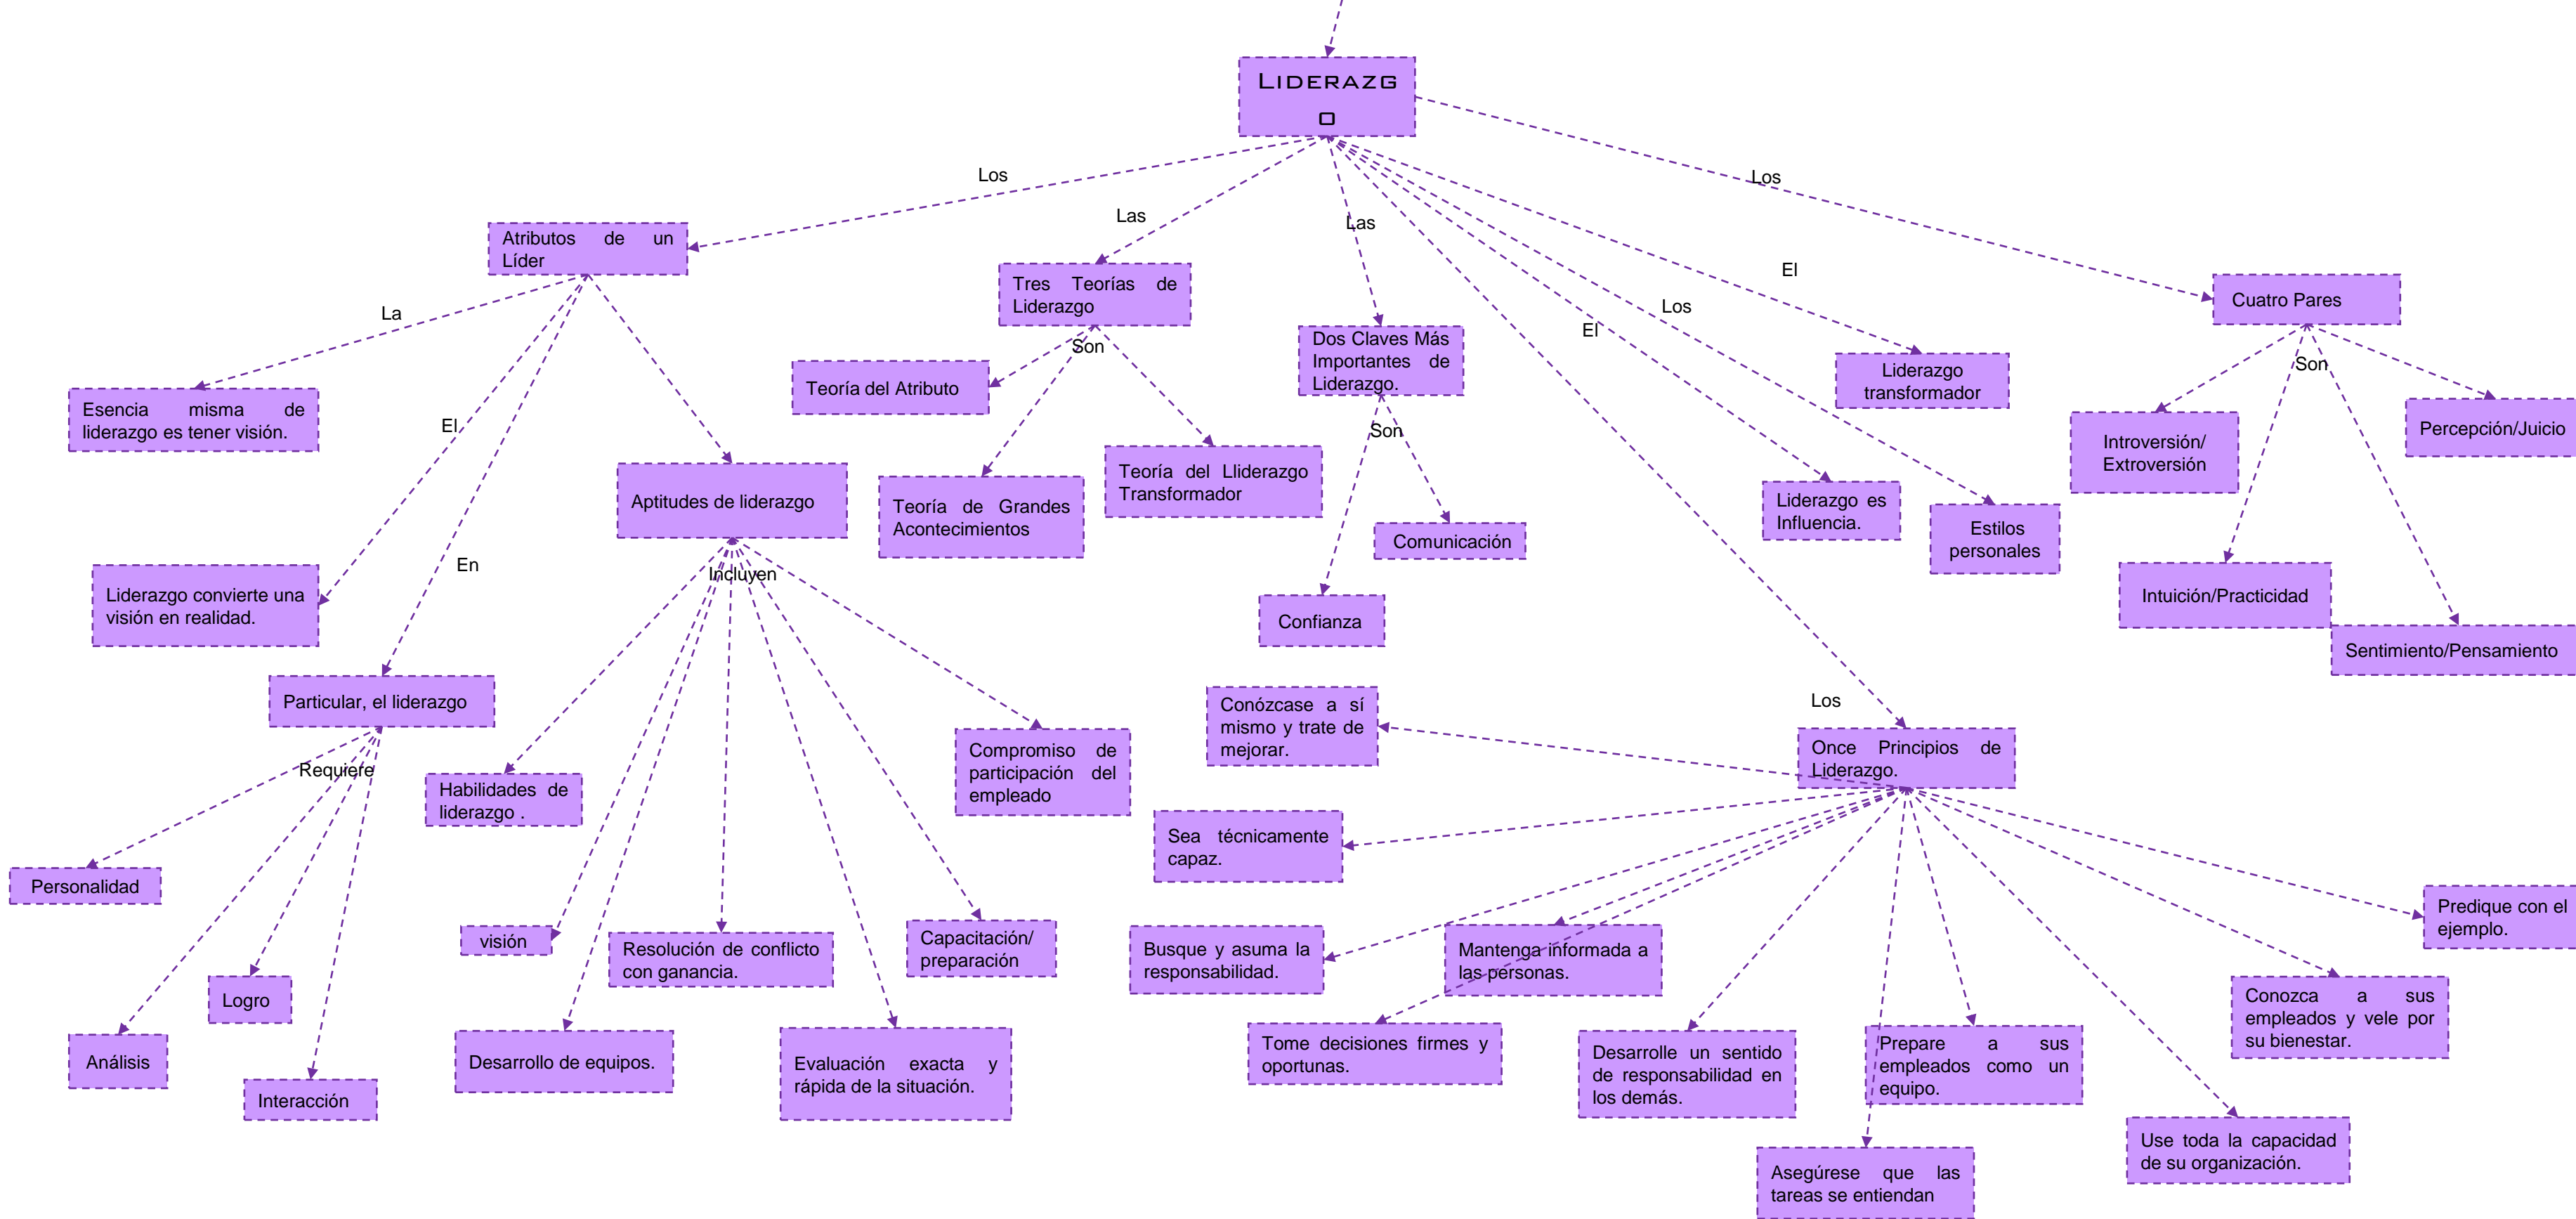 LIDERAZG
O
Los
Las
Las
El
Los
El
Los
Atributos de un
Líder
La
El
En
Esencia misma de
liderazgo es tener visión.
Liderazgo convierte una
visión en realidad.
Particular, el liderazgo
Requiere
Personalidad
Análisis
Logro
Interacción
Aptitudes de liderazgo
Incluyen
Habilidades de
liderazgo .
visión
Desarrollo de equipos.
Resolución de conflicto
con ganancia.
Evaluación exacta y
rápida de la situación.
Capacitación/
preparación
Compromiso de
participación del
empleado
Tres Teorías de
Liderazgo
Son
Teoría del Atributo
Teoría de Grandes
Acontecimientos
Teoría del Lliderazgo
Transformador
Dos Claves Más
Importantes de
Liderazgo.
Son
Confianza
Comunicación
Liderazgo es
Influencia.
Estilos
personales
Liderazgo
transformador
Cuatro Pares
Son
Introversión/
Extroversión
Intuición/Practicidad
Sentimiento/Pensamiento
Percepción/Juicio
Los
Once Principios de
Liderazgo.
Conózcase a sí
mismo y trate de
mejorar.
Sea técnicamente
capaz.
Busque y asuma la
responsabilidad.
Mantenga informada a
las personas.
Tome decisiones firmes y
oportunas.
Desarrolle un sentido
de responsabilidad en
los demás.
Prepare a sus
empleados como un
equipo.
Asegúrese que las
tareas se entiendan
Use toda la capacidad
de su organización.
Conozca a sus
empleados y vele por
su bienestar.
Predique con el
ejemplo.